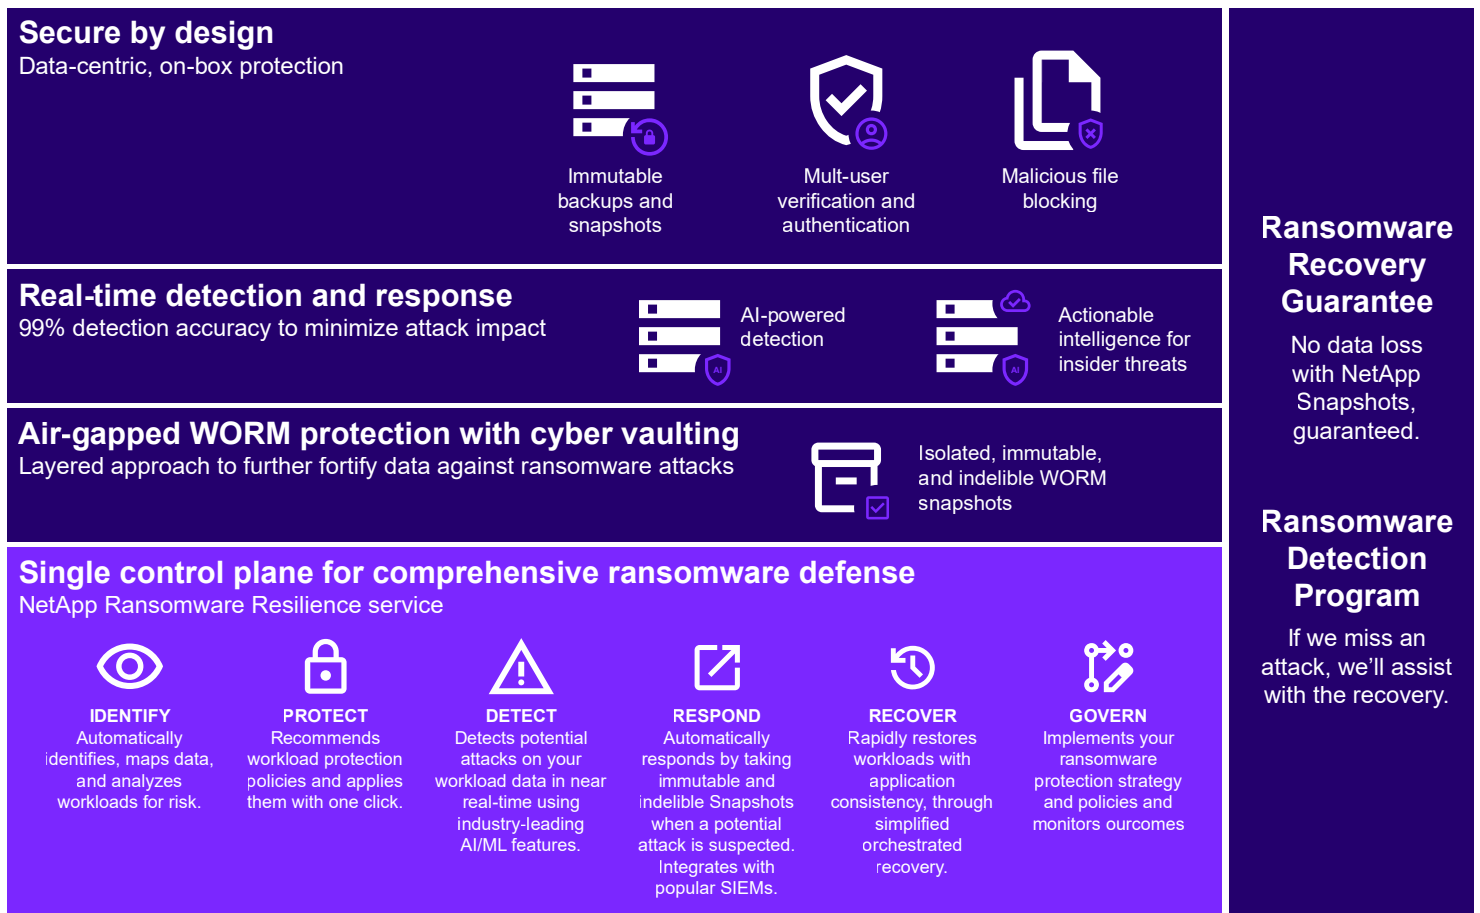 Secure by design
Data-centric, on-box protection
Immutable
backups and
snapshots
Mult-user
verification and
authentication
Malicious file
blocking
Real-time detection and response
99% detection accuracy to minimize attack impact
AI
AI-powered
detection
AI
Actionable
intelligence for
insider threats
Air-gapped WORM protection with cyber vaulting
Layered approach to further fortify data against ransomware attacks
Isolated, immutable,
and indelible WORM
snapshots
Single control plane for comprehensive ransomware defense
NetApp Ransomware Resilience service
IDENTIFY
Automatically
identifies, maps data,
and analyzes
workloads for risk.
PROTECT
Recommends
workload protection
policies and applies
them with one click.
DETECT
Detects potential
attacks on your
workload data in near
real-time using
industry-leading
AI/ML features.
RESPOND
Automatically
responds by taking
immutable and
indelible Snapshots
when a potential
attack is suspected.
Integrates with
popular SIEMs.
RECOVER
Rapidly restores
workloads with
application
consistency, through
simplified
orchestrated
recovery.
GOVERN
Implements your
ransomware
protection strategy
and policies and
monitors ourcomes
Ransomware
Recovery
Guarantee
No data loss
with NetApp
Snapshots,
guaranteed.
Ransomware
Detection
Program
If we miss an
attack, we’ll assist
with the recovery.